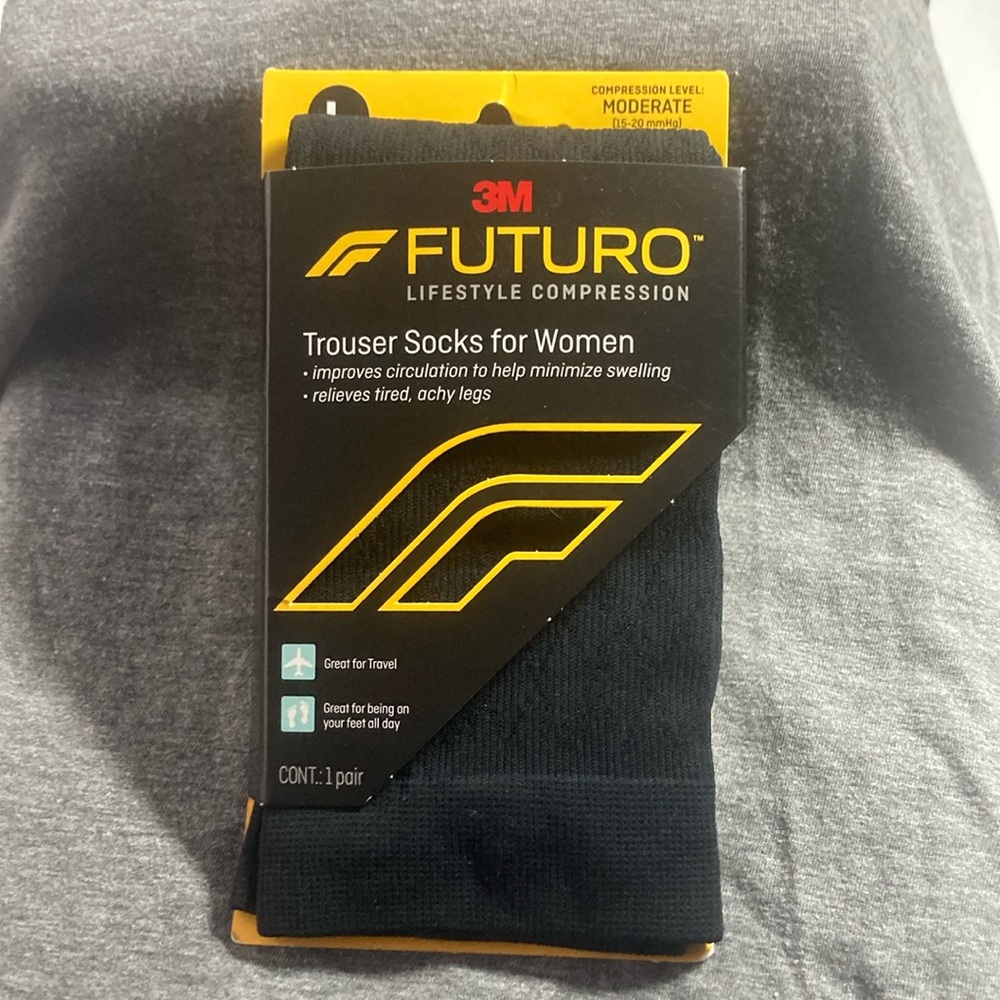 COMPRESSION LEVEL:
MODERATE
(15-20 mmHg)
3M
FUTURO™
LIFESTYLE COMPRESSION
Trouser Socks for Women
• improves circulation to help minimize swelling
• relieves tired, achy legs
Great for Travel
Great for being on
your feet all day
CONT.: 1 pair